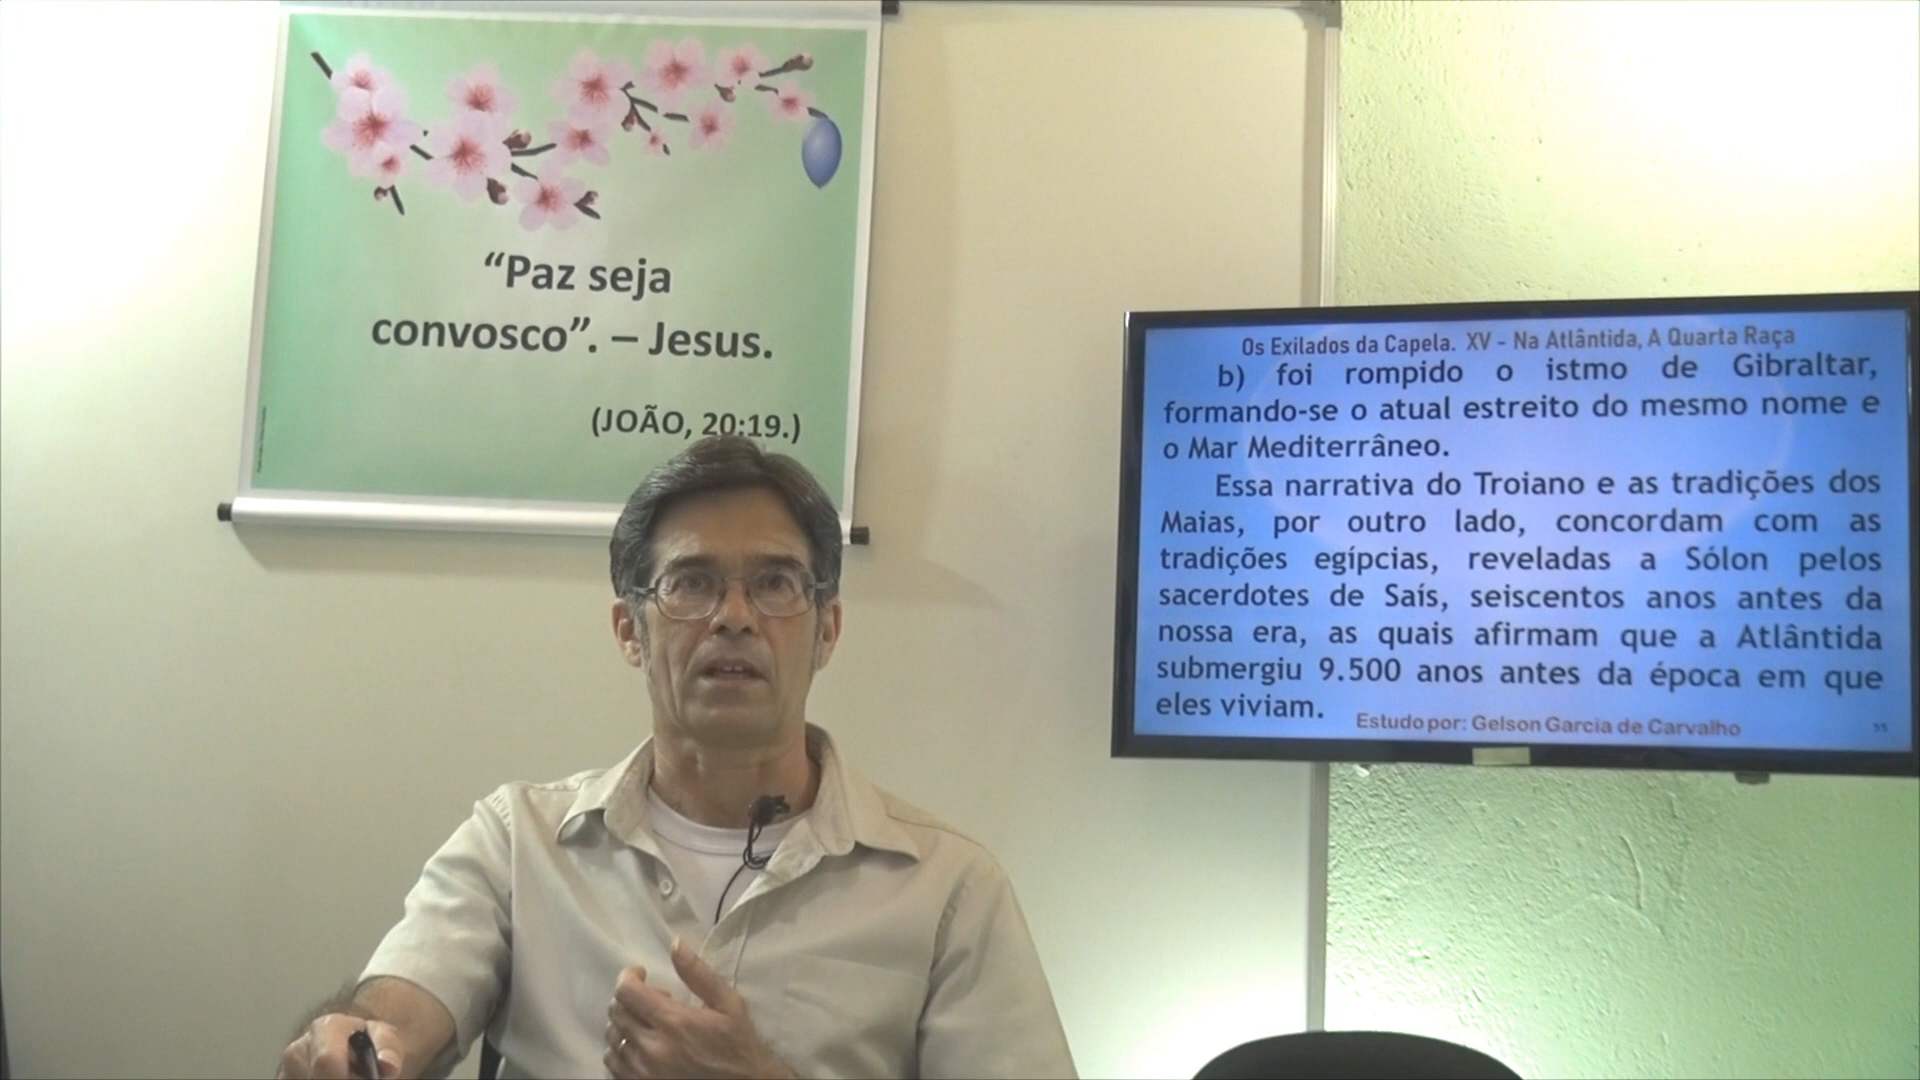 “Paz seja
convosco”. – Jesus.
(JOÃO, 20:19.)
Os Exilados da Capela. XV - Na Atlântida, A Quarta Raça
b) foi rompido o istmo de Gibraltar,
formando-se o atual estreito do mesmo nome e
o Mar Mediterrâneo.
Essa narrativa do Troiano e as tradições dos
Maias, por outro lado, concordam com as
tradições egípcias, reveladas a Sólon pelos
sacerdotes de Saís, seiscentos anos antes da
nossa era, as quais afirmam que a Atlântida
submergiu 9.500 anos antes da época em que
eles viviam.
Estudo por: Gelson Garcia de Carvalho
55